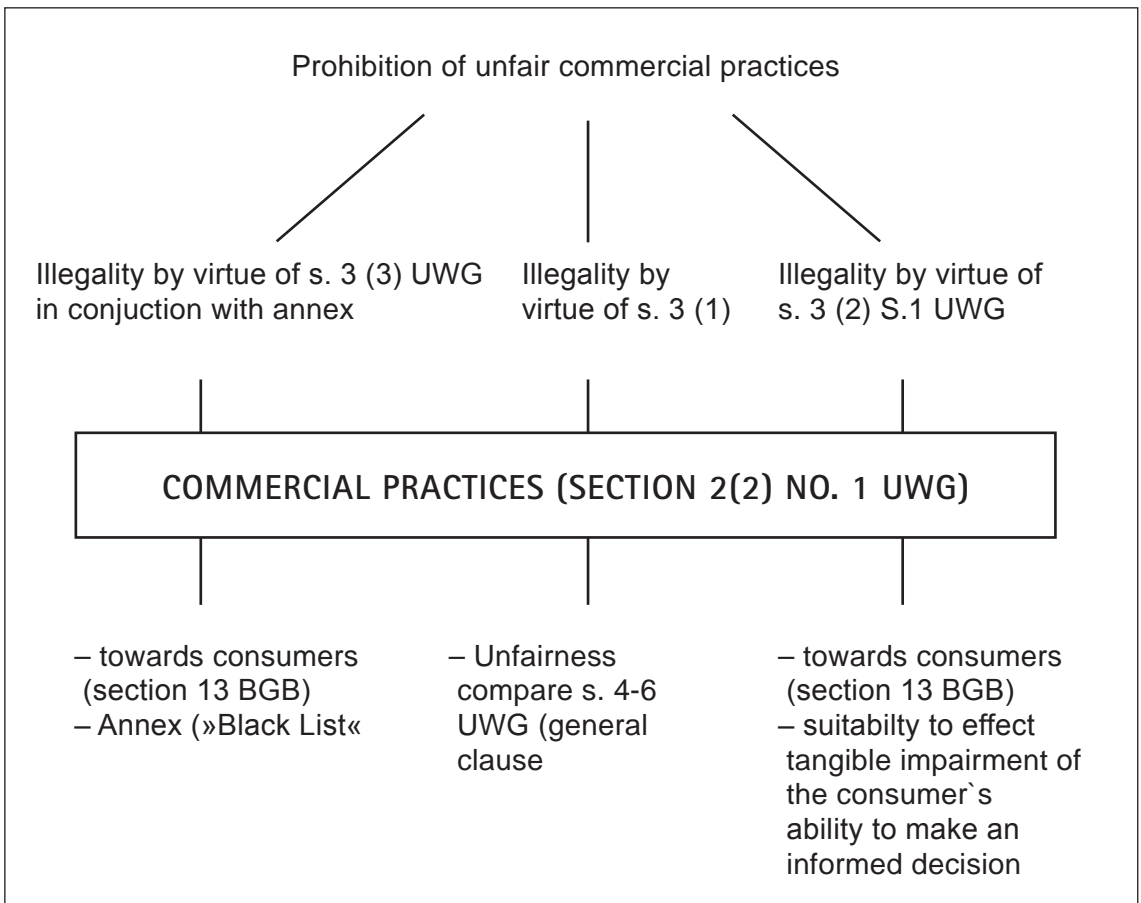 Prohibition of unfair commercial practices
Illegality by virtue of s. 3 (3) UWG
in conjuction with annex
Illegality by
virtue of s. 3 (1)
Illegality by virtue of
s. 3 (2) S.1 UWG
COMMERCIAL PRACTICES (SECTION 2(2) NO. 1 UWG)
– towards consumers
(section 13 BGB)
– Annex (»Black List«
– Unfairness
compare s. 4-6
UWG (general
clause
– towards consumers
(section 13 BGB)
– suitabilty to effect
tangible impairment of
the consumer`s
ability to make an
informed decision